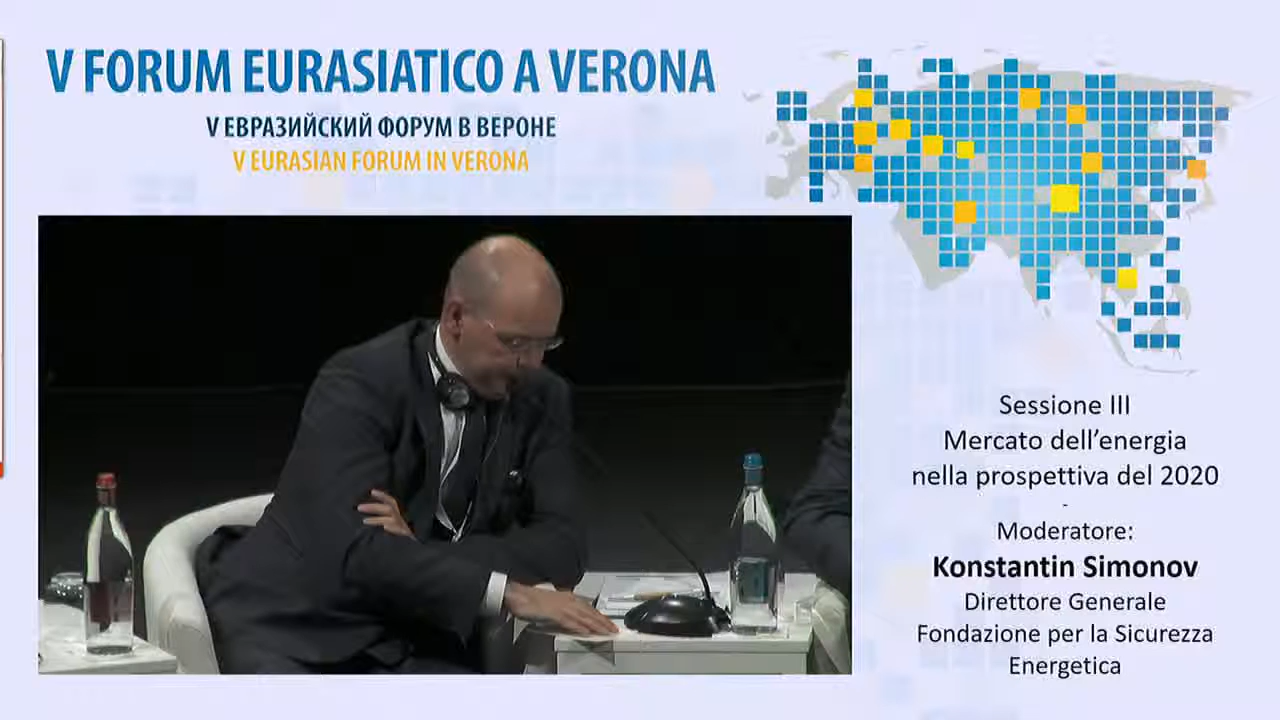 V FORUM EURASIATICO A VERONA
V ЕВРАЗИЙСКИЙ ФОРУМ В ВЕРОНЕ
V EURASIAN FORUM IN VERONA
Sessione III
Mercato dell’energia
nella prospettiva del 2020
-
Moderatore:
Konstantin Simonov
Direttore Generale
Fondazione per la Sicurezza
Energetica